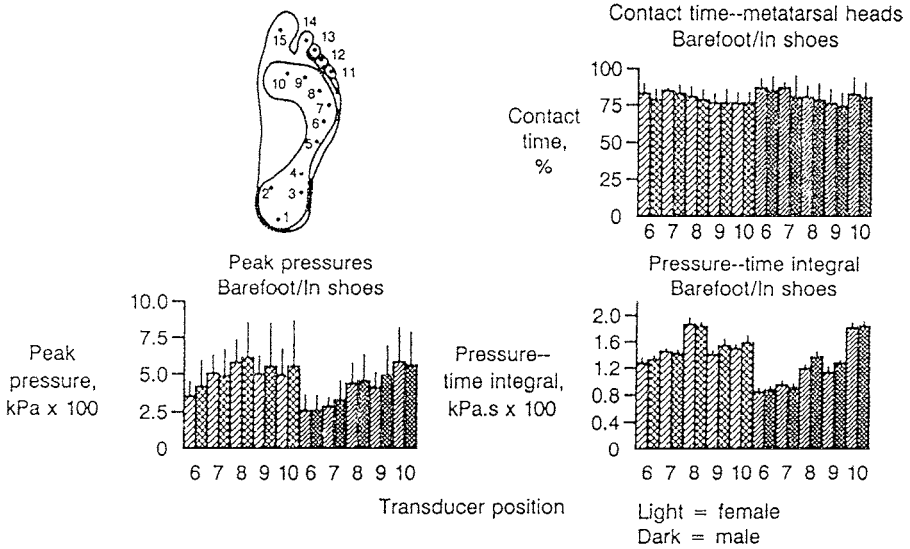 14
13
15
12
11
10 9
8
7
6
5
4
2 3
1
Contact time--metatarsal heads
Barefoot/In shoes
100
75
Contact
time,
%
50
25
0
6 7 8 9 10 6 7 8 9 10
Peak pressures
Barefoot/In shoes
10.0
7.5
Peak
pressure,
kPa x 100
5.0
2.5
0
6 7 8 9 10 6 7 8 9 10
Pressure--time integral
Barefoot/In shoes
2.0
1.6
Pressure--
time integral,
kPa.s x 100
1.2
0.8
0.4
0
6 7 8 9 10 6 7 8 9 10
Transducer position
Light = female
Dark = male